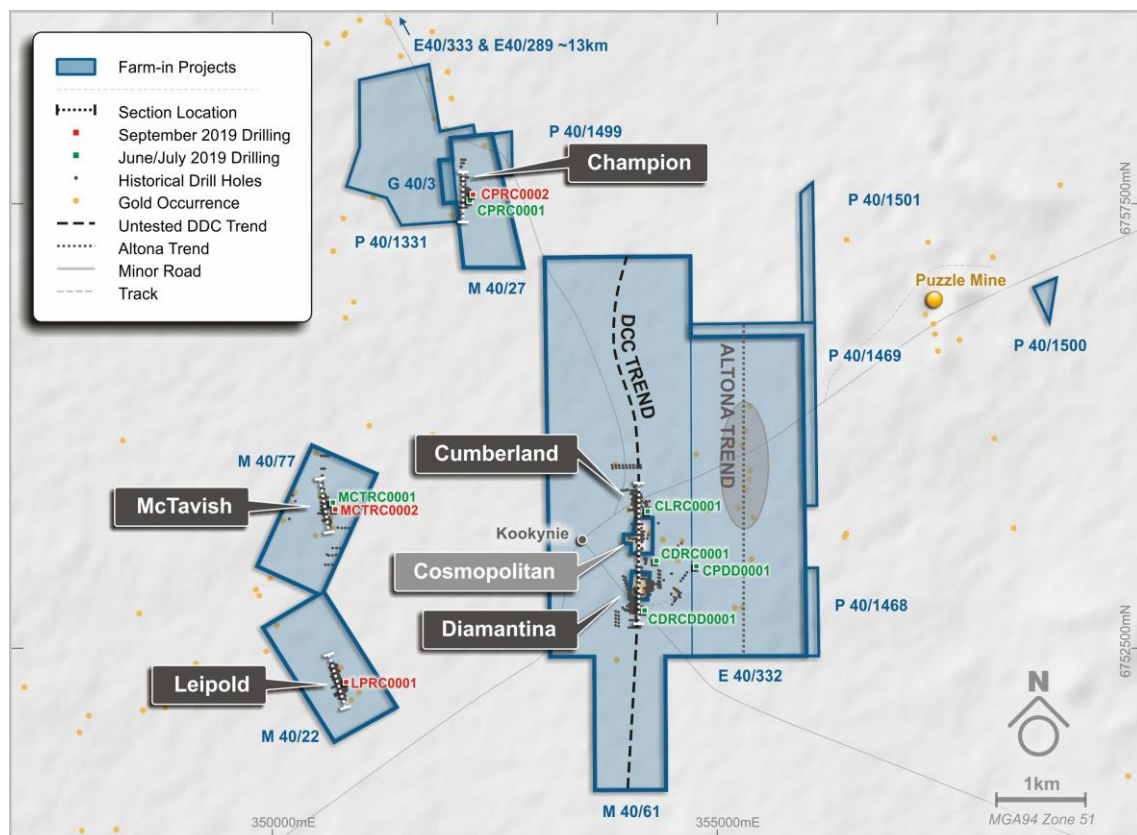 Farm-in Projects
Section Location
September 2019 Drilling
June/July 2019 Drilling
Historical Drill Holes
Gold Occurrence
Untested DDC Trend
Altona Trend
Minor Road
Track
E40/333 & E40/289 ~13km
P 40/1499
Champion
G 40/3
CPRC0002
CPRC0001
P 40/1331
M 40/27
P 40/1501
6757500mN
Puzzle Mine
P 40/1500
P 40/1469
DCC TREND
ALTONA TREND
Cumberland
M 40/77
MCTRC0001
McTavish
MCTRC0002
CLRC0001
Kookynie
CDRC0001
Cosmopolitan
CPDD0001
Diamantina
CDRCDD0001
P 40/1468
6752500mN
Leipold
LPRC0001
E 40/332
M 40/22
N
1km
M 40/61
350000mE
355000mE
MGA94 Zone 51